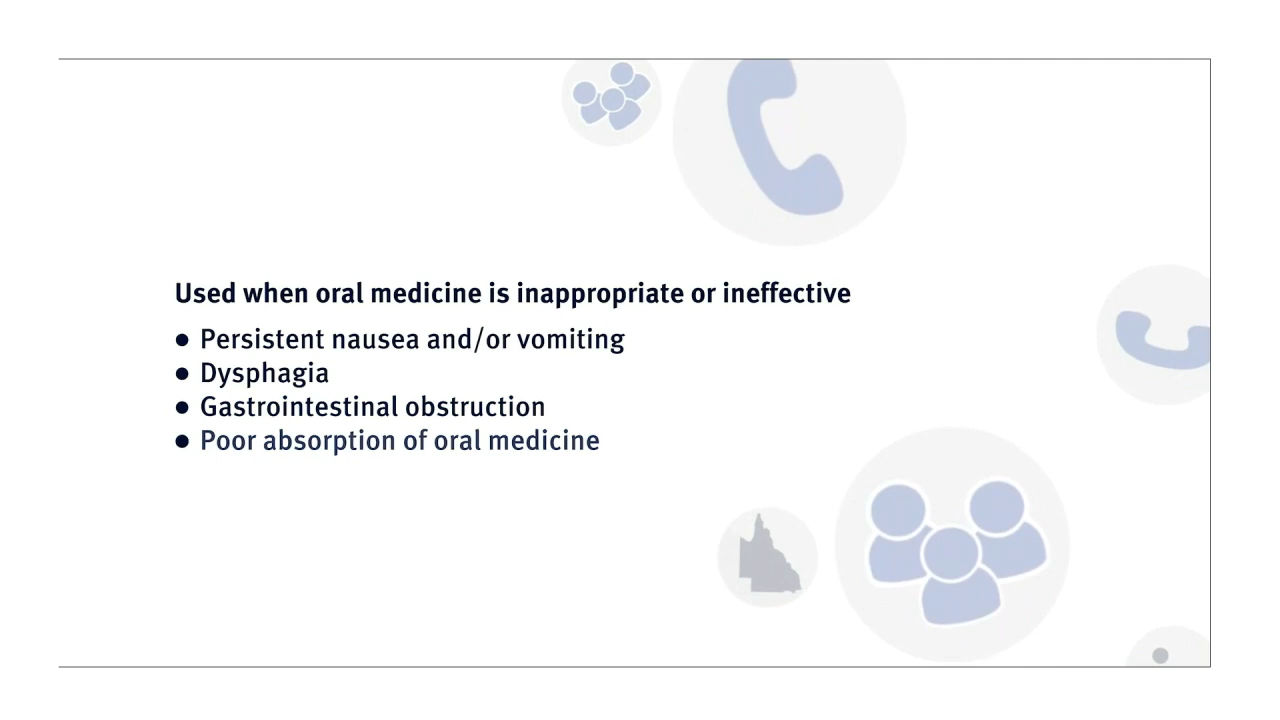 Used when oral medicine is inappropriate or ineffective
● Persistent nausea and/or vomiting
● Dysphagia
● Gastrointestinal obstruction
● Poor absorption of oral medicine